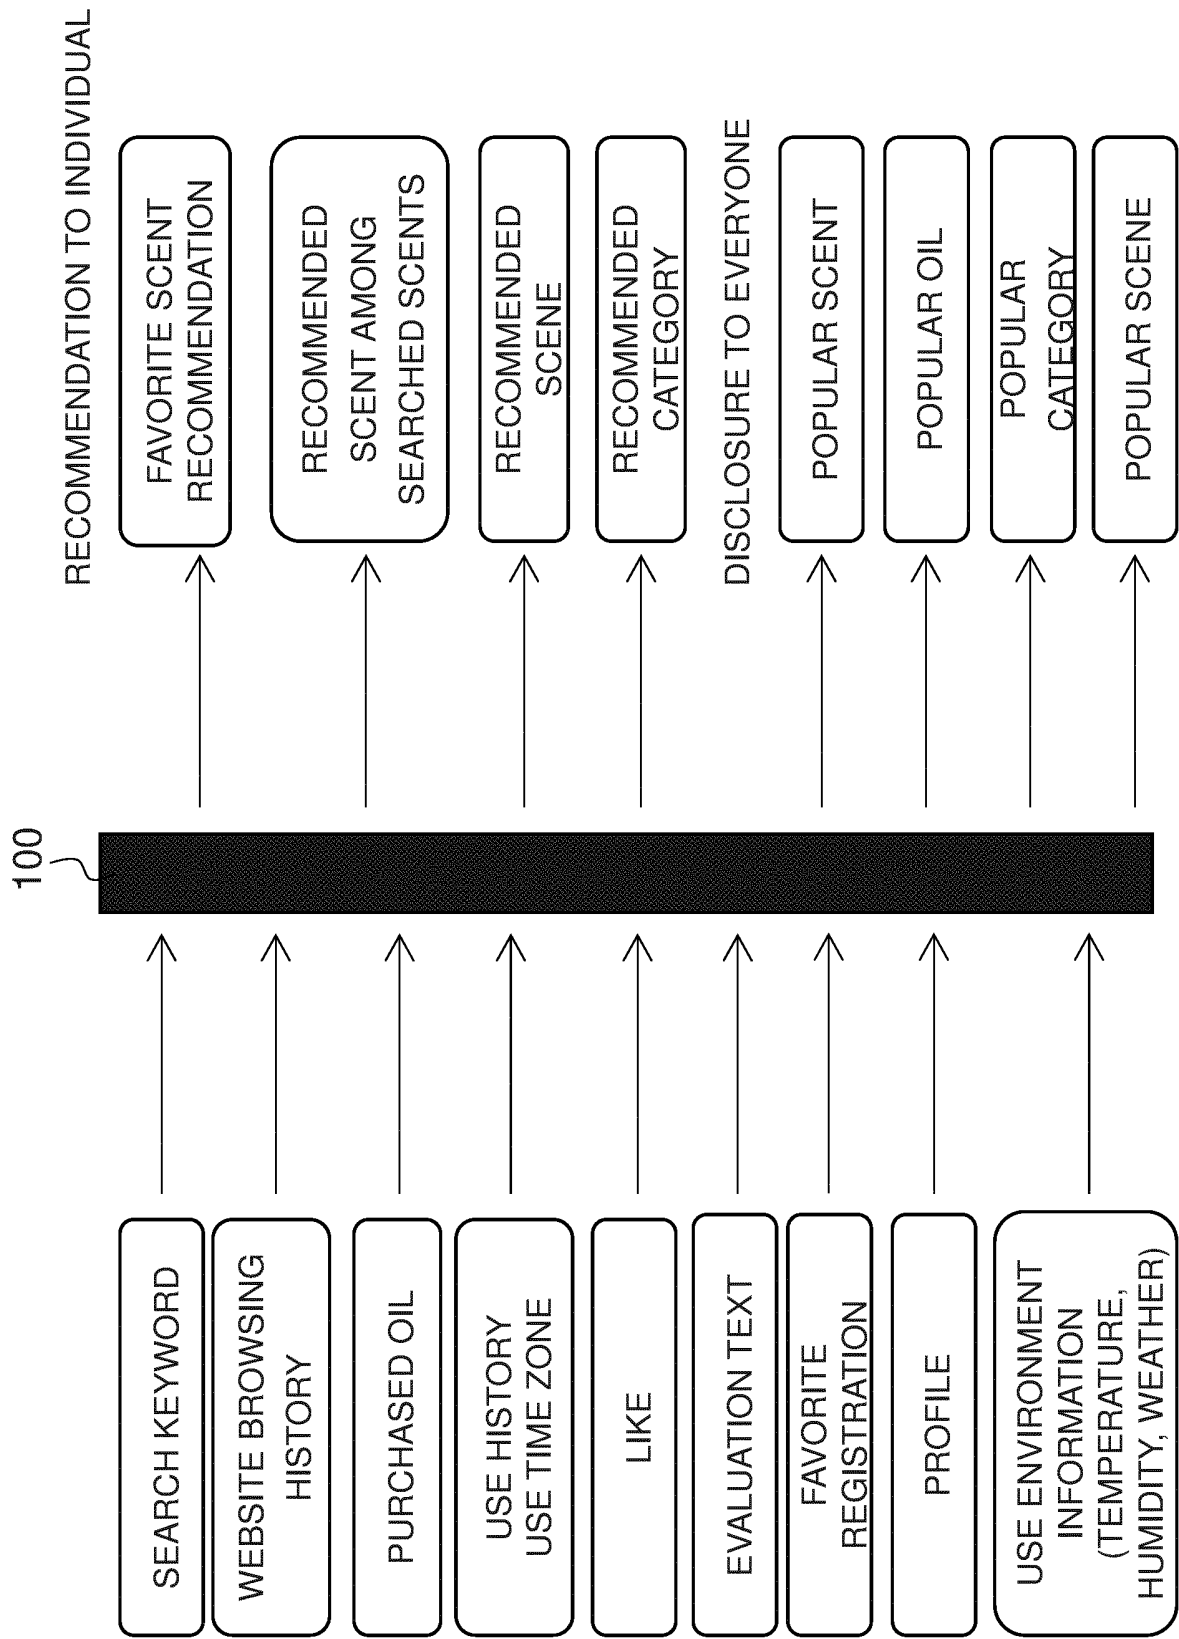 SEARCH KEYWORD
WEBSITE BROWSING
HISTORY
PURCHASED OIL
USE HISTORY
USE TIME ZONE
LIKE
EVALUATION TEXT
FAVORITE
REGISTRATION
PROFILE
USE ENVIRONMENT
INFORMATION
(TEMPERATURE,
HUMIDITY, WEATHER)
100
RECOMMENDATION TO INDIVIDUAL
FAVORITE SCENT
RECOMMENDATION
RECOMMENDED
SCENT AMONG
SEARCHED SCENTS
RECOMMENDED
SCENE
RECOMMENDED
CATEGORY
DISCLOSURE TO EVERYONE
POPULAR SCENT
POPULAR OIL
POPULAR
CATEGORY
POPULAR SCENE